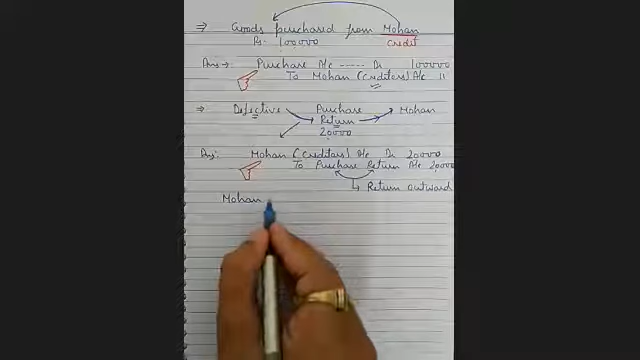 ⇒ Goods purchased from Mohan
Rs. 100000 credit
Ans→: Purchase A/c ----- Dr 100000
To Mohan (creditors) A/c 11
⇒ Defective Purchase Return Mohan
20000
Ans: Mohan (creditors) A/c Dr 20000
To Purchase Return A/c 20000
Return outward
Mohan